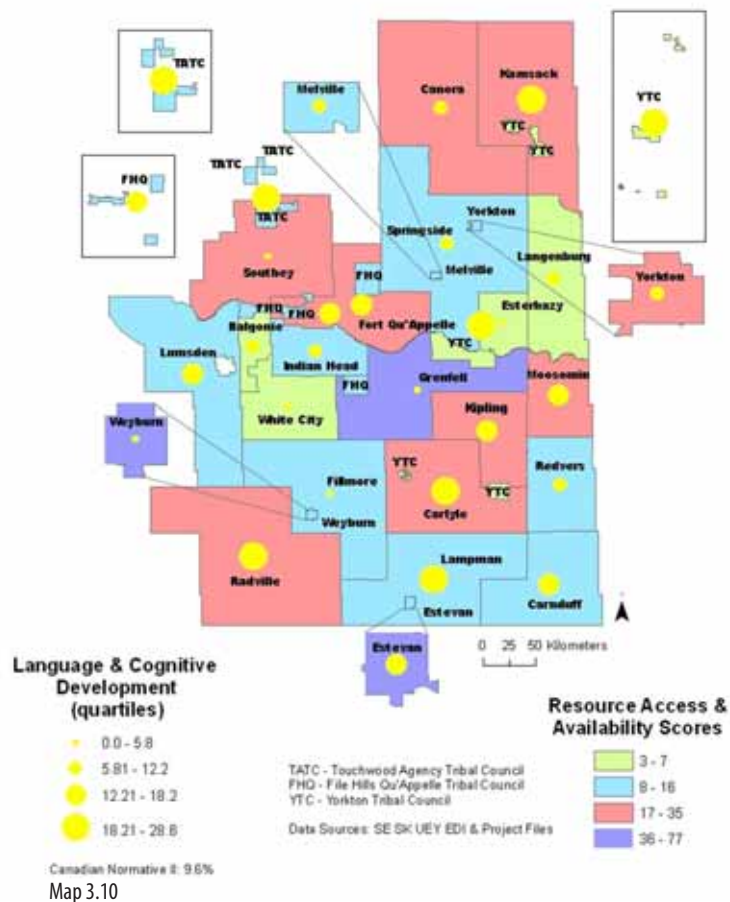 TATC
Melville
Canora
Kamsack
YTC
YTC
YTC
FHQ
TATC
TATC
TATC
Springside
Yorkton
Melville
Langenburg
Yorkton
Southey
FHQ
Esterhazy
FHQ
FHQ
Fort Qu'Appelle
Balgonie
YTC
Lumsden
Indian Head
FHQ
Grenfell
Moosomin
White City
Kipling
Weyburn
YTC
Redvers
Fillmore
YTC
Carlyle
Weyburn
Lampman
Radville
Estevan
Carnduff
Estevan
0 25 50 Kilometers
Language & Cognitive
Development
(quartiles)
0.0 - 5.8
5.81 - 12.2
12.21 - 18.2
18.21 - 28.6
Canadian Normative II: 9.6%
Map 3.10
TATC - Touchwood Agency Tribal Council
FHQ - File Hills Qu'Appelle Tribal Council
YTC - Yorkton Tribal Council
Data Sources: SE SK UEY EDI & Project Files
Resource Access &
Availability Scores
3 - 7
8 - 16
17 - 35
36 - 77